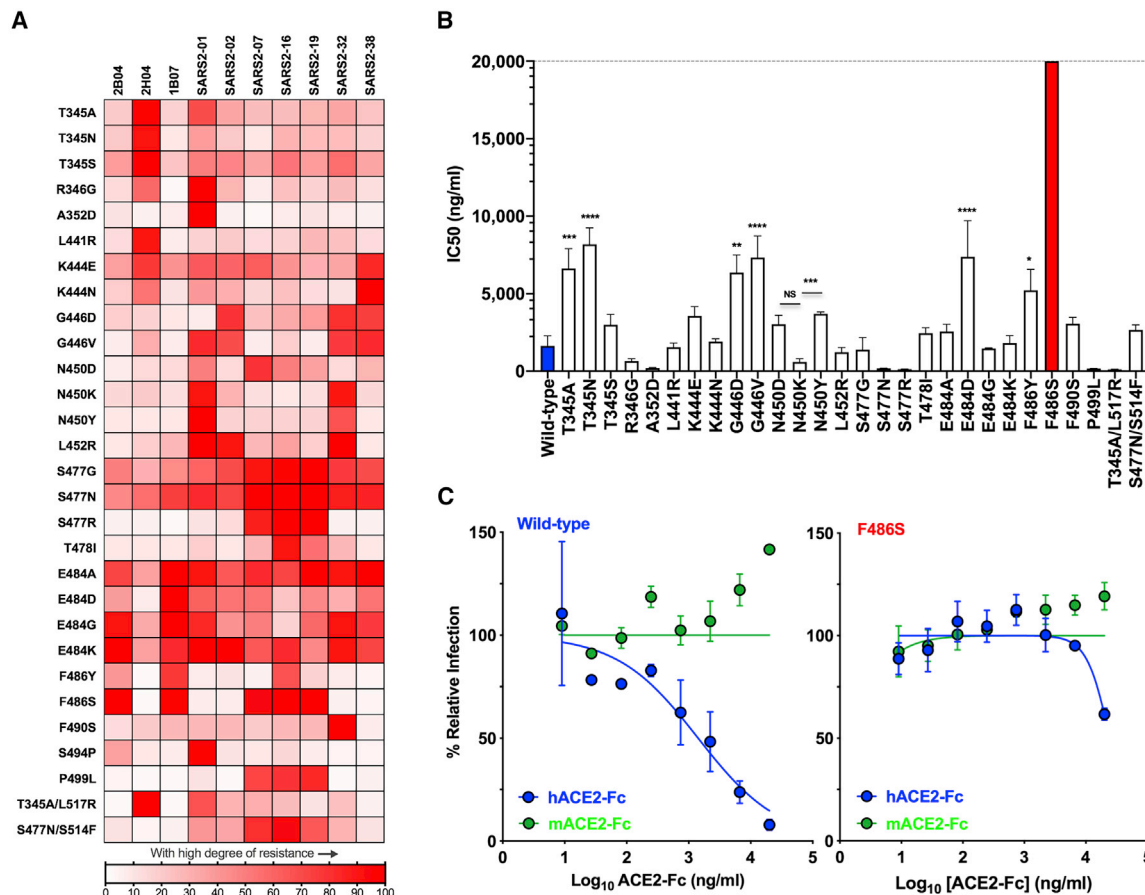 A
2B04 2H04 1B07 SARS2-01 SARS2-02 SARS2-07 SARS2-16 SARS2-19 SARS2-32 SARS2-38
T345A
T345N
T345S
R346G
A352D
L441R
K444E
K444N
G446D
G446V
N450D
N450K
N450Y
L452R
S477G
S477N
S477R
T478I
E484A
E484D
E484G
E484K
F486Y
F486S
F490S
S494P
P499L
T345A/L517R
S477N/S514F
With high degree of resistance →
0 10 20 30 40 50 60 70 80 90 100
B
IC50 (ng/ml)
20,000
20,000
15,000
10,000
5,000
0
*** **** ** **** NS *** **** *
Wild-type T345A T345N T345S R346G A352D L441R K444E K444N G446D G446V N450D N450K N450Y L452R S477G S477N S477R T478I E484A E484D E484G E484K F486Y F486S F490S P499L T345A/L517R S477N/S514F
C
% Relative Infection
Wild-type
150
100
50
0
hACE2-Fc
mACE2-Fc
0 1 2 3 4 5
Log10 ACE2-Fc (ng/ml)
F486S
150
100
50
0
hACE2-Fc
mACE2-Fc
0 1 2 3 4 5
Log10 [ACE2-Fc] (ng/ml)